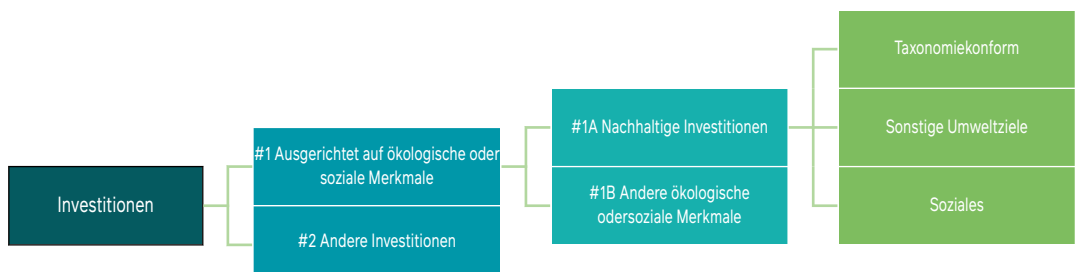 Investitionen
#1 Ausgerichtet auf ökologische oder
soziale Merkmale
#2 Andere Investitionen
#1A Nachhaltige Investitionen
#1B Andere ökologische
odersoziale Merkmale
Taxonomiekonform
Sonstige Umweltziele
Soziales